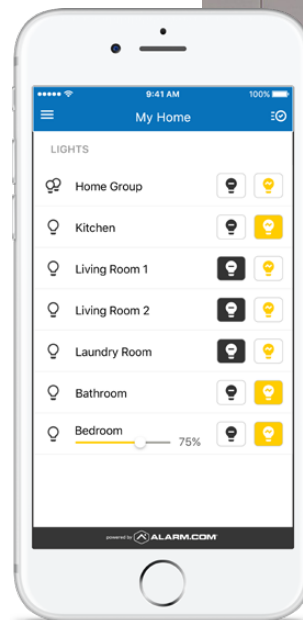 9:41 AM
100%
My Home
LIGHTS
Home Group
Kitchen
Living Room 1
Living Room 2
Laundry Room
Bathroom
Bedroom
75%
powered by ALARM.COM